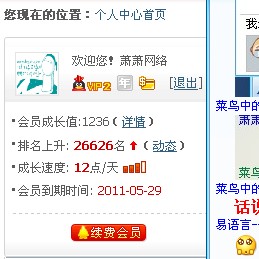 您现在的位置：个人中心首页
欢迎您！萧萧网络
VIP2 年 [退出]
会员成长值:1236（详情）
排名上升: 26626名（动态）
成长速度: 12点/天
会员到期时间: 2011-05-29
续费会员
菜鸟中的
萧
菜鸟中的
话说
易语言--